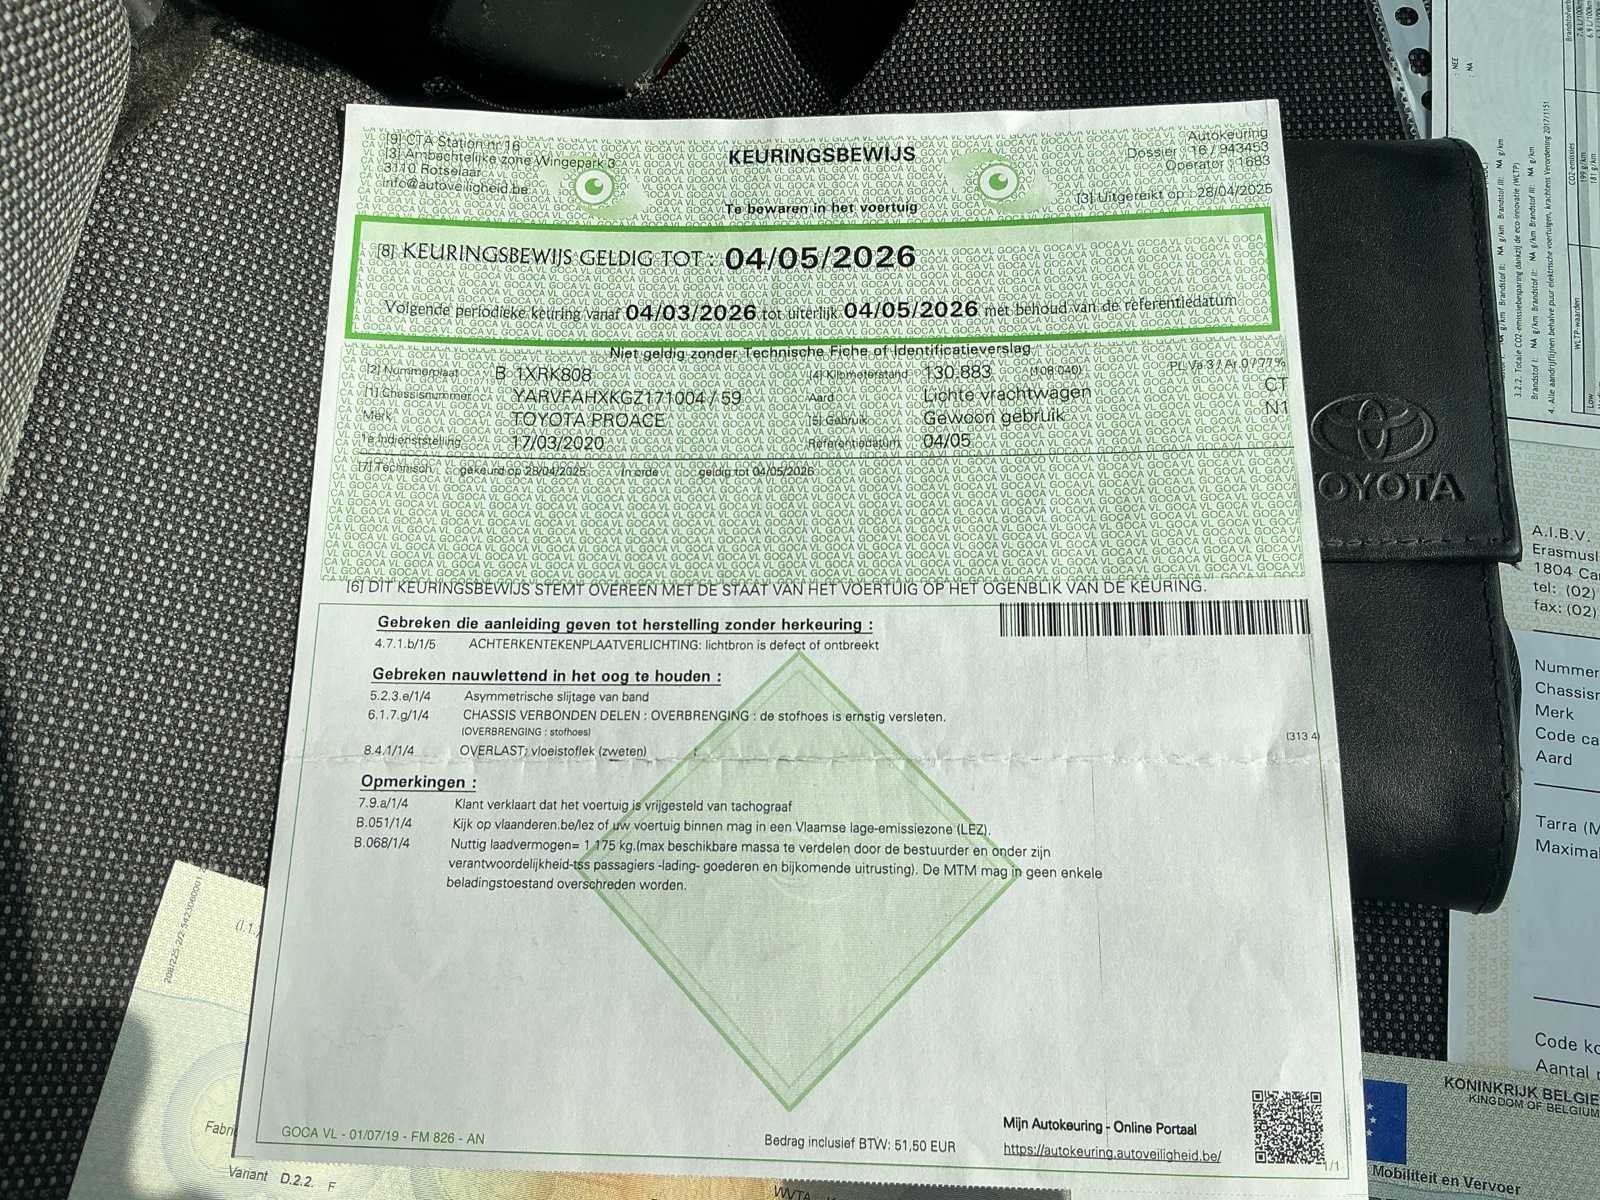 [9] CTA Station nr 16
[3] Ambachtelijke zone Wingepark 3
3110 Rotselaar
info@autoveiligheid.be
KEURINGSBEWIJS
Te bewaren in het voertuig
Autokeuring
Dossier : 16 / 943453
Operator : 1683
[3] Uitgereikt op : 28/04/2025
[8] KEURINGSBEWIJS GELDIG TOT : 04/05/2026
Volgende periodieke keuring vanaf 04/03/2026 tot uiterlijk 04/05/2026 met behoud van de referentiedatum
Niet geldig zonder Technische Fiche of Identificatieverslag
[2] Nummerplaat B 1XRK808 [4] Kilometerstand 130.883 (108.040)
[1] Chassisnummer YARVFAHXKGZ171004 / 59 Aard Lichte vrachtwagen CT
Merk TOYOTA PROACE [5] Gebruik Gewoon gebruik N1
1e Indienststelling 17/03/2020 Referentiedatum 04/05
[7] Technisch gekeurd op 28/04/2025 In orde geldig tot 04/05/2026
[6] DIT KEURINGSBEWIJS STEMT OVEREEN MET DE STAAT VAN HET VOERTUIG OP HET OGENBLIK VAN DE KEURING.
Gebreken die aanleiding geven tot herstelling zonder herkeuring :
4.7.1.b/1/5 ACHTERKENTEKENPLAATVERLICHTING: lichtbron is defect of ontbreekt
Gebreken nauwlettend in het oog te houden :
5.2.3.e/1/4 Asymmetrische slijtage van band
6.1.7.g/1/4 CHASSIS VERBONDEN DELEN : OVERBRENGING : de stofhoes is ernstig versleten.
(OVERBRENGING : stofhoes)
(313 4)
8.4.1/1/4 OVERLAST: vloeistoflek (zweten)
Opmerkingen :
7.9.a/1/4 Klant verklaart dat het voertuig is vrijgesteld van tachograaf
B.051/1/4 Kijk op vlaanderen.be/lez of uw voertuig binnen mag in een Vlaamse lage-emissiezone (LEZ).
B.068/1/4 Nuttig laadvermogen= 1.175 kg.(max beschikbare massa te verdelen door de bestuurder en onder zijn
verantwoordelijkheid-tss passagiers -lading- goederen en bijkomende uitrusting). De MTM mag in geen enkele
beladingstoestand overschreden worden.
GOCA VL - 01/07/19 - FM 826 - AN
Bedrag inclusief BTW: 51,50 EUR
Mijn Autokeuring - Online Portaal
https://autokeuring.autoveiligheid.be/
1/1
TOYOTA
A.I.B.V.
1804
tel: (02)
fax: (02)
Nummer
Merk
Aard
Tarra
KONINKRIJK BELGIE
KINGDOM OF BELGIUM
Mobiliteit en Vervoer
Variant D.2.2. F